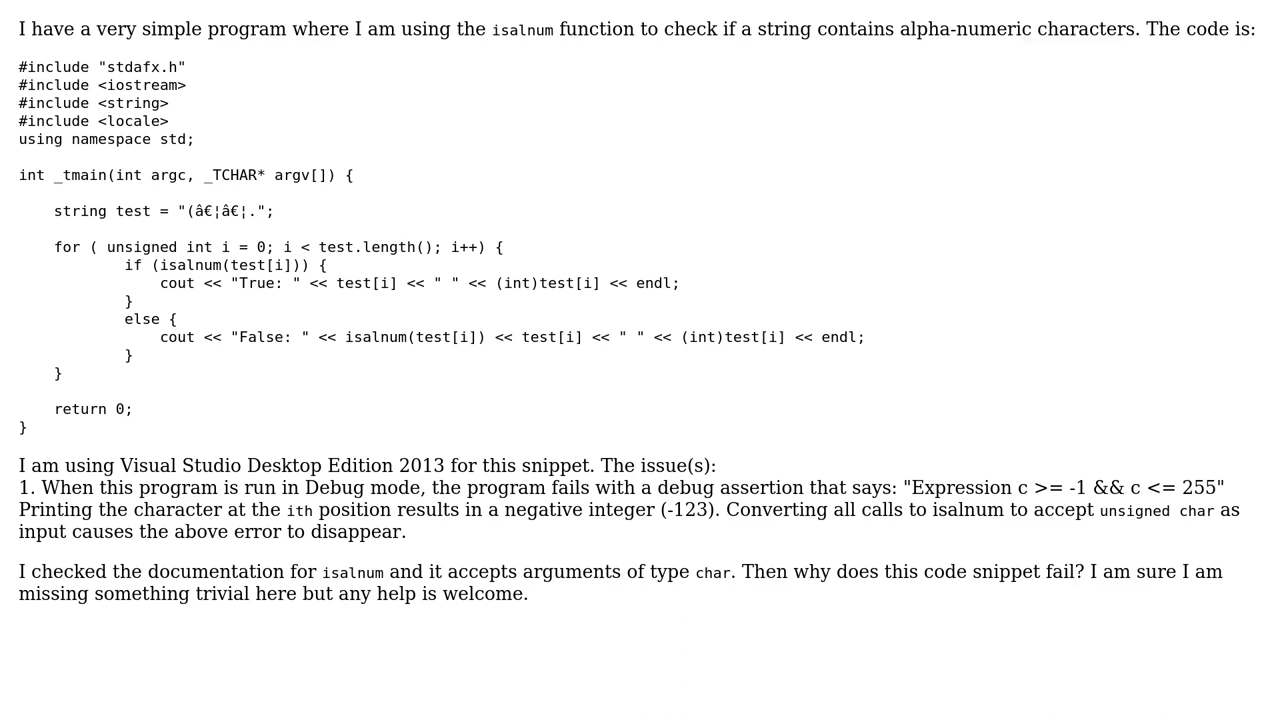 I have a very simple program where I am using the isalnum function to check if a string contains alpha-numeric characters. The code is:
#include "stdafx.h"
#include <iostream>
#include <string>
#include <locale>
using namespace std;
int _tmain(int argc, _TCHAR* argv[]) {
string test = "(â€¦â€¦.";
for ( unsigned int i = 0; i < test.length(); i++) {
if (isalnum(test[i])) {
cout << "True: " << test[i] << " " << (int)test[i] << endl;
}
else {
cout << "False: " << isalnum(test[i]) << test[i] << " " << (int)test[i] << endl;
}
}
return 0;
}
I am using Visual Studio Desktop Edition 2013 for this snippet. The issue(s):
1. When this program is run in Debug mode, the program fails with a debug assertion that says: "Expression c >= -1 && c <= 255"
Printing the character at the ith position results in a negative integer (-123). Converting all calls to isalnum to accept unsigned char as
input causes the above error to disappear.
I checked the documentation for isalnum and it accepts arguments of type char. Then why does this code snippet fail? I am sure I am
missing something trivial here but any help is welcome.